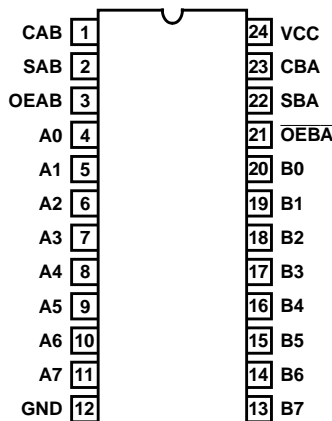 CAB 1 24 VCC
SAB 2 23 CBA
OEAB 3 22 SBA
A0 4 21 O̅E̅B̅A̅
A1 5 20 B0
A2 6 19 B1
A3 7 18 B2
A4 8 17 B3
A5 9 16 B4
A6 10 15 B5
A7 11 14 B6
GND 12 13 B7